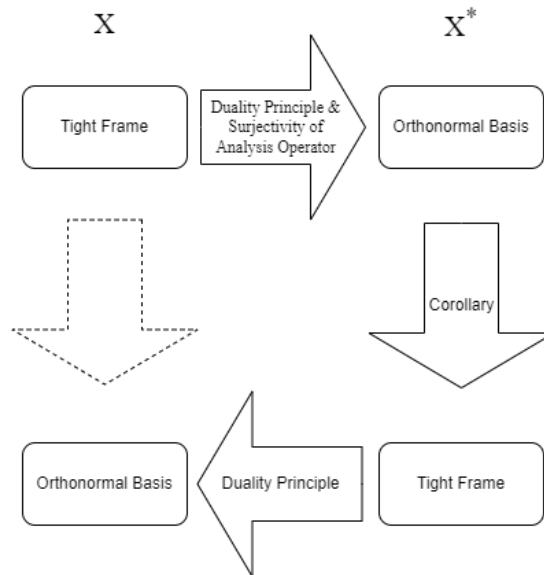 X X*
Tight Frame
Duality Principle &
Surjectivity of
Analysis Operator
Orthonormal Basis
Corollary
Orthonormal Basis
Duality Principle
Tight Frame